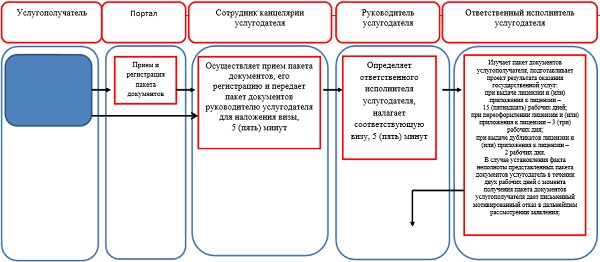 Услугополучатель
Портал
Сотрудник канцелярии
услугодателя
Руководитель
услугодателя
Ответственный исполнитель
услугодателя
Прием и
регистрация
пакета
документов
Осуществляет прием пакета
документов, его
регистрацию и передает
пакет документов
руководителю услугодателя
для наложения визы,
5 (пять) минут
Определяет
ответственного
исполнителя
услугодателя,
налагает
соответствующую
визу, 5 (пять) минут
Изучает пакет документов
услугополучателя, подготавливает
проект результата оказания
государственной услуг:
при выдаче лицензии и (или)
приложения к лицензии –
15 (пятнадцать) рабочих дней;
при переоформлении лицензии и (или)
приложения к лицензии – 3 (три)
рабочих дня;
при выдаче дубликатов лицензии и
(или) приложения к лицензии –
2 рабочих дня.
В случае установления факта
неполноты представленных пакета
документов услугодатель в течении
двух рабочих дней с момента
получения пакета документов
услугополучателя дает письменный
мотивированный отказ в дальнейшем
рассмотрении заявления;